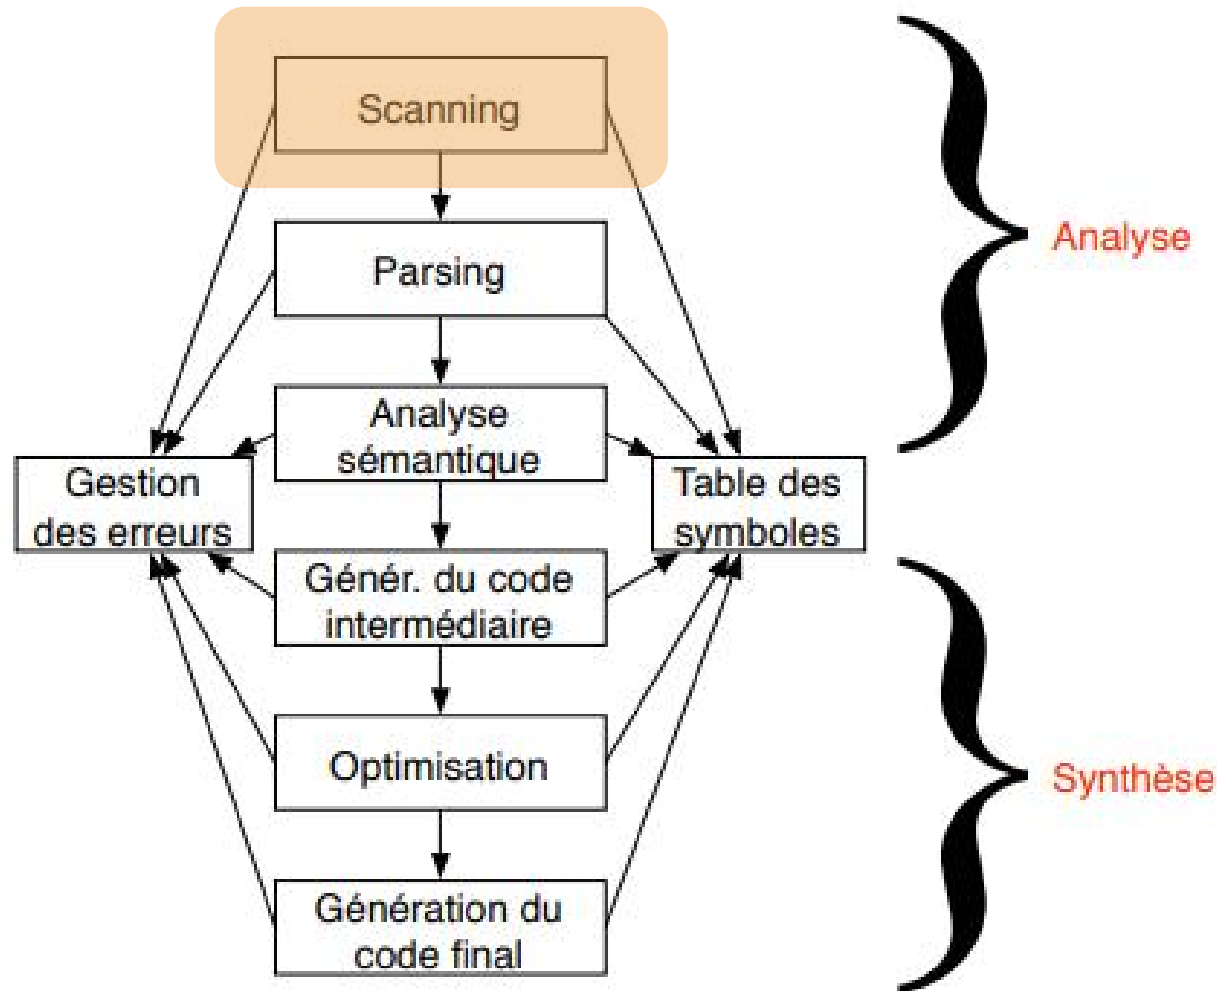 Scanning
Parsing
Analyse
Analyse
sémantique
Gestion
des erreurs
Table des
symboles
Génér. du code
intermédiaire
Optimisation
Synthèse
Génération du
code final